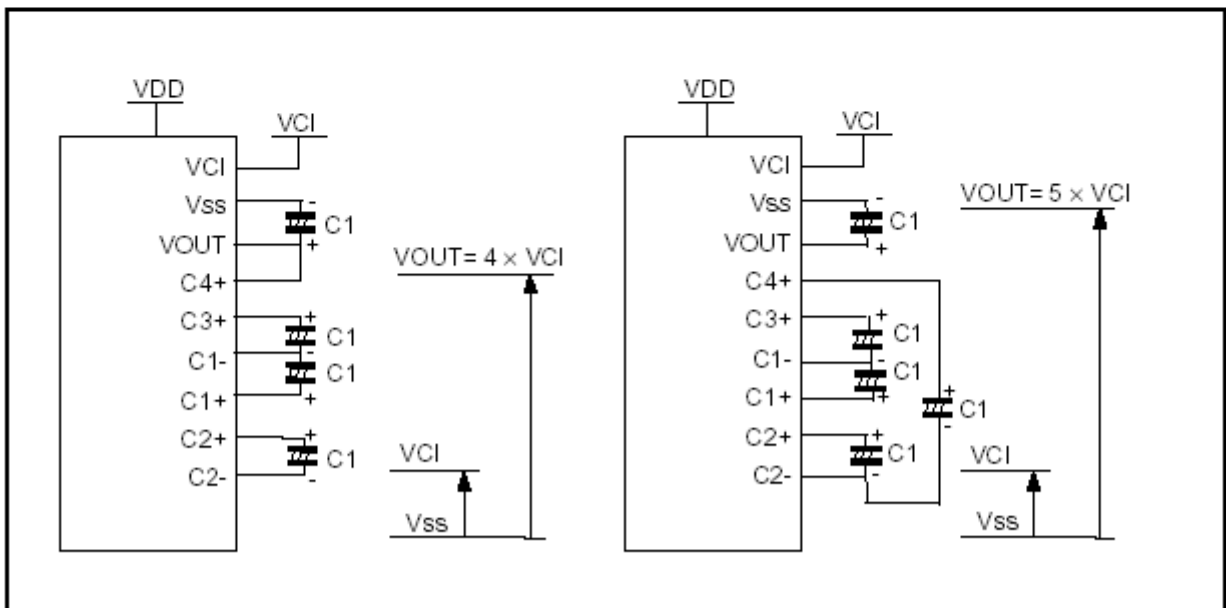 VDD
VCI
VCI
Vss
-
C1
VOUT
+
C4+
C3+
+
C1
C1-
-
C1
C1+
+
C2+
+
C1
C2-
-
VOUT= 4 × VCI
VCI
Vss
VDD
VCI
VCI
Vss
-
C1
VOUT
+
C4+
C3+
+
C1
C1-
-
C1
C1+
+
C2+
+
C1
C2-
-
+
C1
-
VOUT= 5 × VCI
VCI
Vss